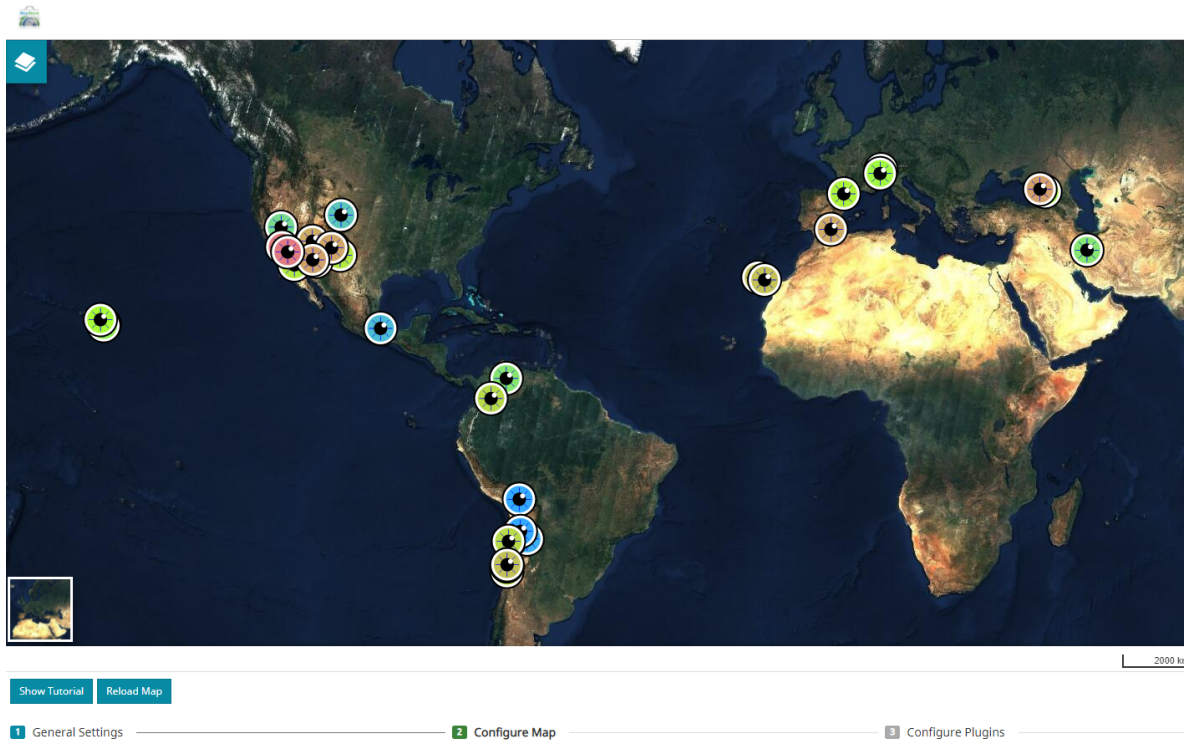 2000 km
Show Tutorial
Reload Map
1 General Settings
2 Configure Map
3 Configure Plugins